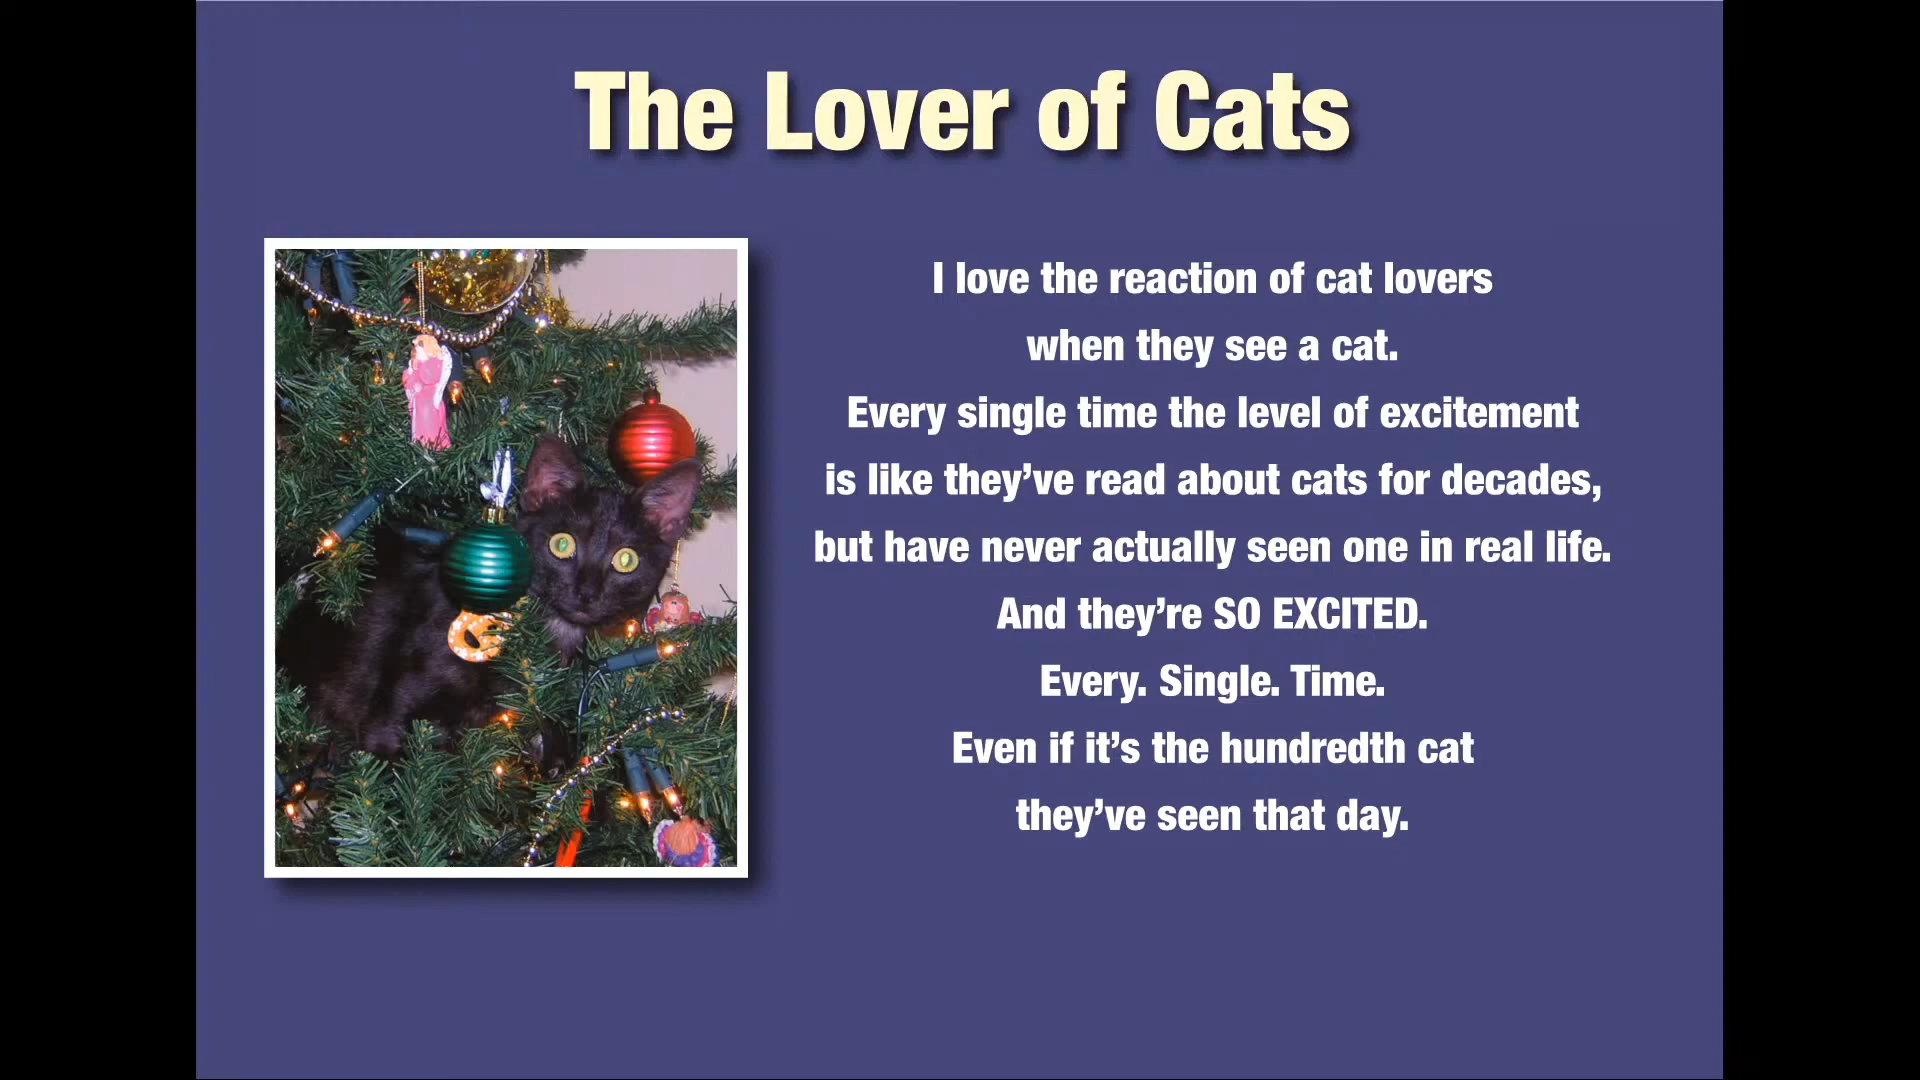 The Lover of Cats
I love the reaction of cat lovers
when they see a cat.
Every single time the level of excitement
is like they’ve read about cats for decades,
but have never actually seen one in real life.
And they’re SO EXCITED.
Every. Single. Time.
Even if it’s the hundredth cat
they’ve seen that day.